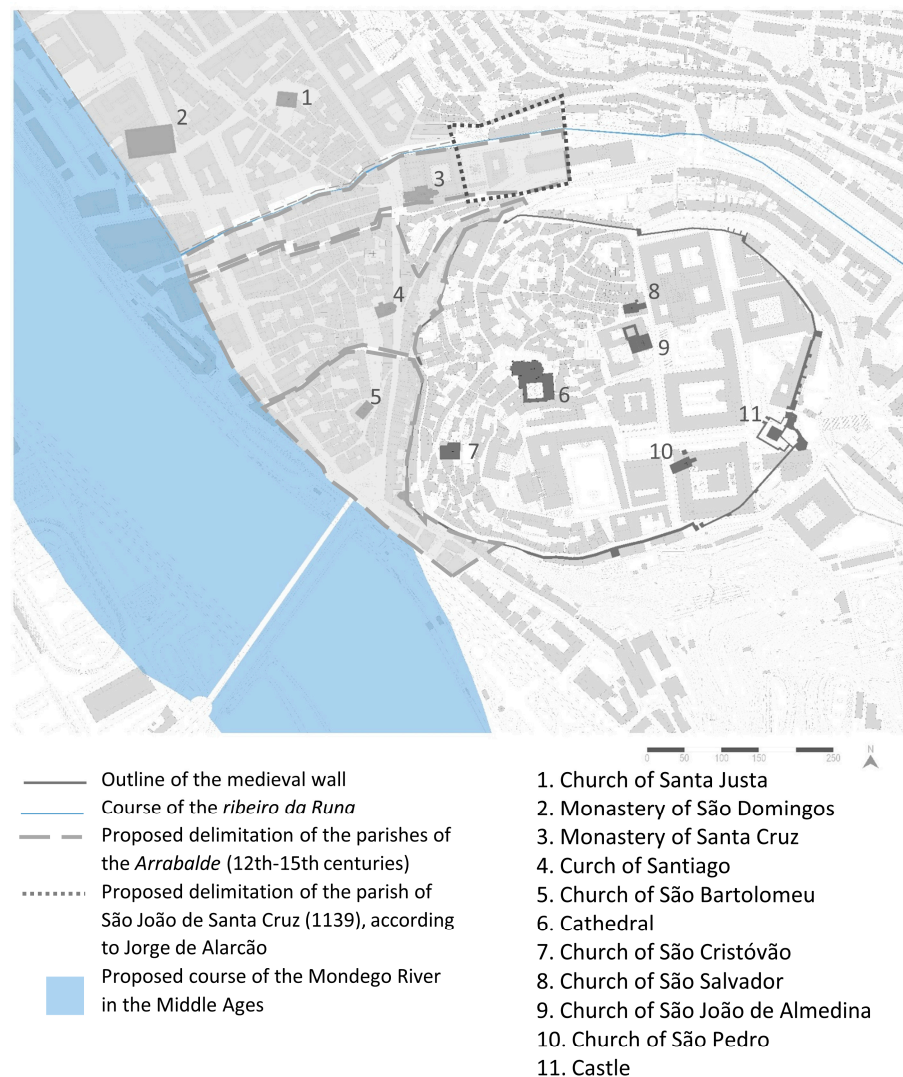 1
2
3
4
5
6
7
8
9
10
11
0 50 100 150 250
N
Outline of the medieval wall
Course of the ribeiro da Runa
Proposed delimitation of the parishes of
the Arrabalde (12th-15th centuries)
Proposed delimitation of the parish of
São João de Santa Cruz (1139), according
to Jorge de Alarcão
Proposed course of the Mondego River
in the Middle Ages
1. Church of Santa Justa
2. Monastery of São Domingos
3. Monastery of Santa Cruz
4. Curch of Santiago
5. Church of São Bartolomeu
6. Cathedral
7. Church of São Cristóvão
8. Church of São Salvador
9. Church of São João de Almedina
10. Church of São Pedro
11. Castle